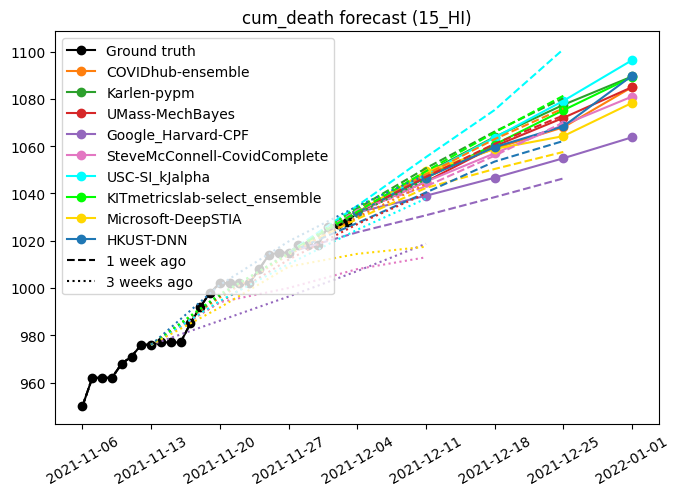 cum_death forecast (15_HI)
1100
1080
1060
1040
1020
1000
980
960
Ground truth
COVIDhub-ensemble
Karlen-pypm
UMass-MechBayes
Google_Harvard-CPF
SteveMcConnell-CovidComplete
USC-SI_kJalpha
KITmetricslab-select_ensemble
Microsoft-DeepSTIA
HKUST-DNN
1 week ago
3 weeks ago
2021-11-06
2021-11-13
2021-11-20
2021-11-27
2021-12-04
2021-12-11
2021-12-18
2021-12-25
2022-01-01